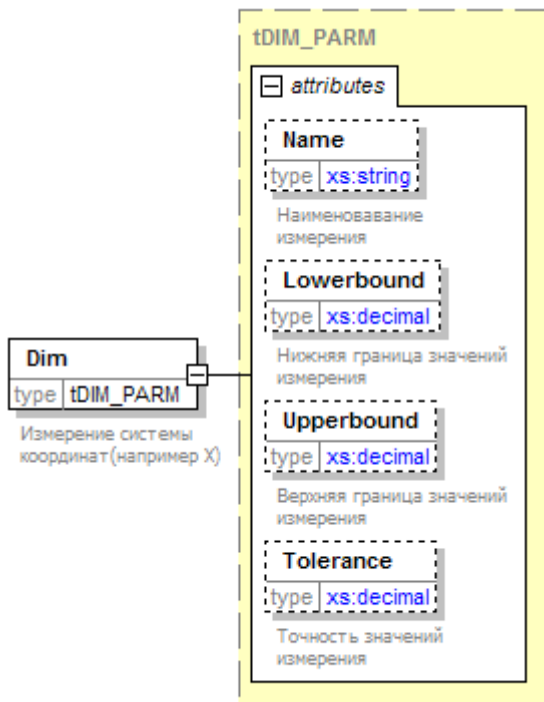 tDIM_PARM
attributes
Name
type xs:string
Наименовавание
измерения
Lowerbound
type xs:decimal
Нижняя граница значений
измерения
Dim
type tDIM_PARM
Измерение системы
координат(например X)
Upperbound
type xs:decimal
Верхняя граница значений
измерения
Tolerance
type xs:decimal
Точность значений
измерения